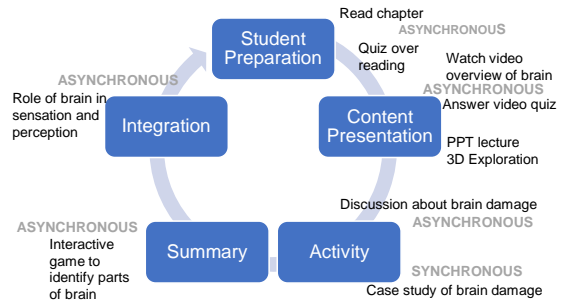 Read chapter
ASYNCHRONOUS
Quiz over
reading
Student
Preparation
Watch video
overview of brain
ASYNCHRONOUS
Answer video quiz
Content
Presentation
PPT lecture
3D Exploration
Discussion about brain damage
ASYNCHRONOUS
Activity
SYNCHRONOUS
Case study of brain damage
Summary
ASYNCHRONOUS
Interactive
game to
identify parts
of brain
Integration
ASYNCHRONOUS
Role of brain in
sensation and
perception